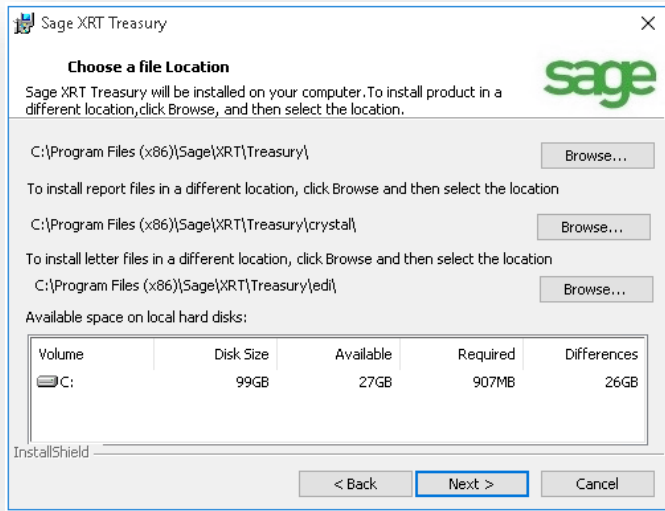 Sage XRT Treasury
Choose a file Location
sage
Sage XRT Treasury will be installed on your computer.To install product in a
different location,click Browse, and then select the location.
C:\Program Files (x86)\Sage\XRT\Treasury\
Browse...
To install report files in a different location, click Browse and then select the location
C:\Program Files (x86)\Sage\XRT\Treasury\crystal\
Browse...
To install letter files in a different location, click Browse and then select the location
C:\Program Files (x86)\Sage\XRT\Treasury\edi\
Browse...
Available space on local hard disks:
Volume Disk Size Available Required Differences
C: 99GB 27GB 907MB 26GB
InstallShield
< Back Next > Cancel